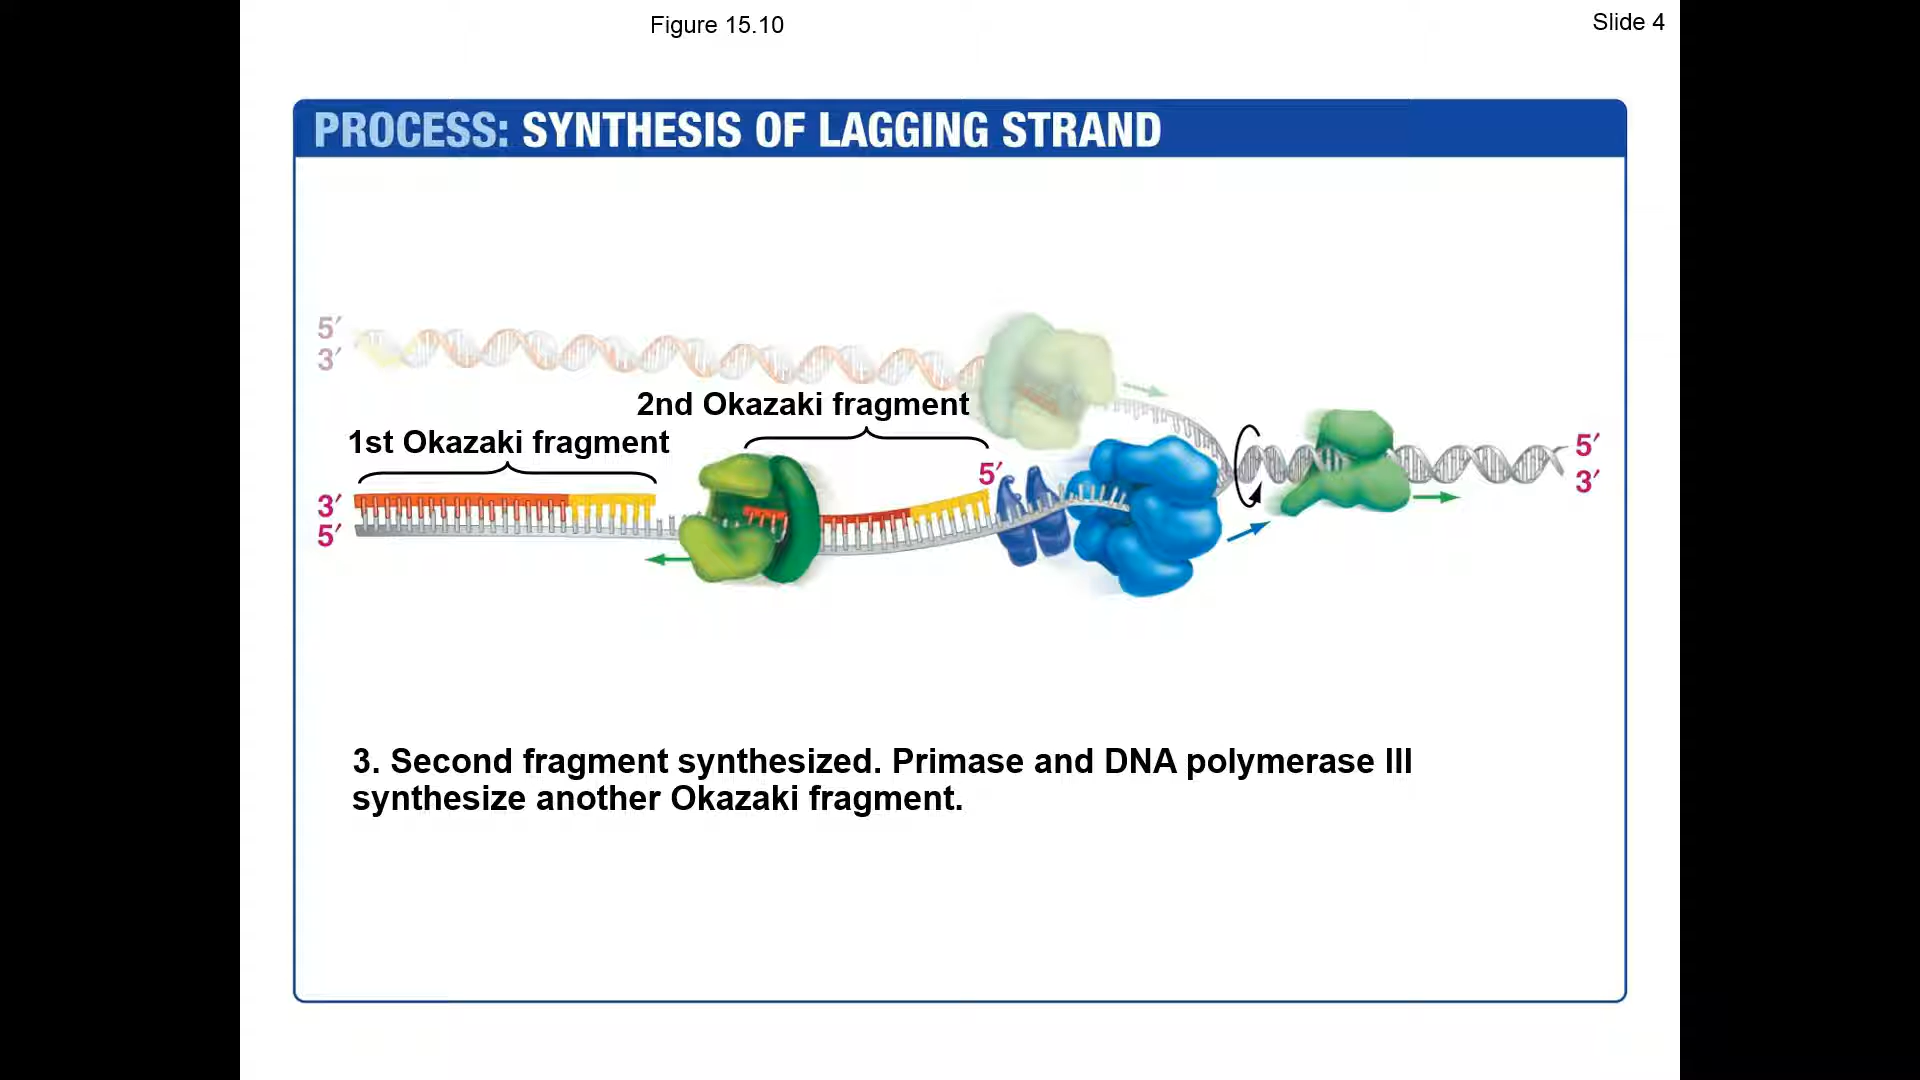 Figure 15.10
Slide 4
PROCESS: SYNTHESIS OF LAGGING STRAND
5′
3′
2nd Okazaki fragment
1st Okazaki fragment
5′
5′
3′
3′
5′
3. Second fragment synthesized. Primase and DNA polymerase III
synthesize another Okazaki fragment.